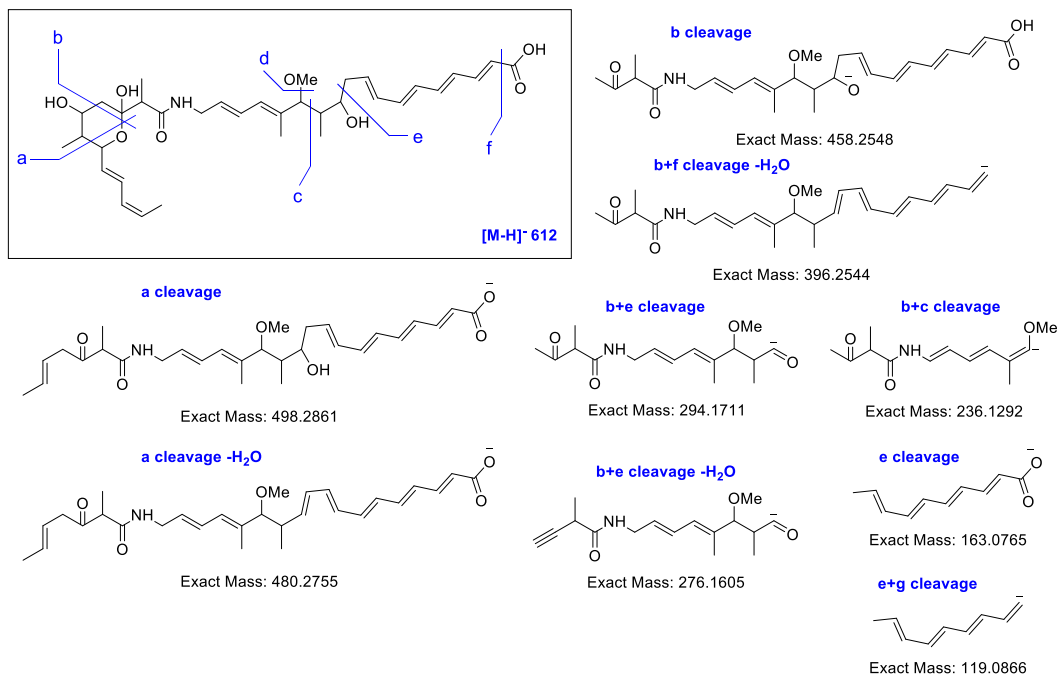 b
d
OMe
OH
OH
HO
NH
O
O
OH
e
a
c
f
[M-H]⁻ 612
b cleavage
OMe
OH
O
NH
O
O
O
Exact Mass: 458.2548
b+f cleavage -H₂O
OMe
O
NH
O
Exact Mass: 396.2544
a cleavage
O
OMe
O
NH
O
OH
O
Exact Mass: 498.2861
b+e cleavage
OMe
O
NH
O
O
Exact Mass: 294.1711
b+c cleavage
OMe
O
NH
O
Exact Mass: 236.1292
a cleavage -H₂O
O
OMe
O
NH
O
O
Exact Mass: 480.2755
b+e cleavage -H₂O
OMe
NH
O
O
Exact Mass: 276.1605
e cleavage
O
O
Exact Mass: 163.0765
e+g cleavage
Exact Mass: 119.0866